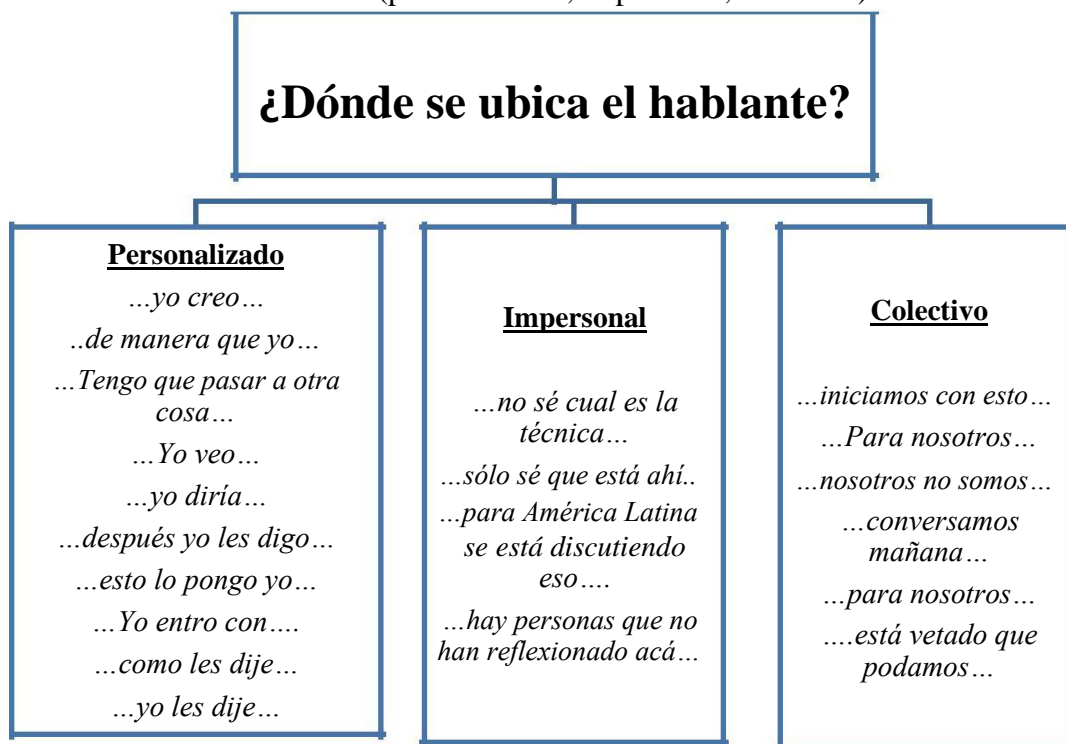 ¿Dónde se ubica el hablante?
Personalizado
…yo creo…
..de manera que yo…
…Tengo que pasar a otra
cosa…
…Yo veo…
…yo diría…
…después yo les digo…
…esto lo pongo yo…
…Yo entro con….
…como les dije…
…yo les dije…
Impersonal
…no sé cual es la
técnica…
...sólo sé que está ahí..
…para América Latina
se está discutiendo
eso….
…hay personas que no
han reflexionado acá…
Colectivo
…iniciamos con esto…
…Para nosotros…
…nosotros no somos…
…conversamos
mañana…
…para nosotros…
….está vetado que
podamos…